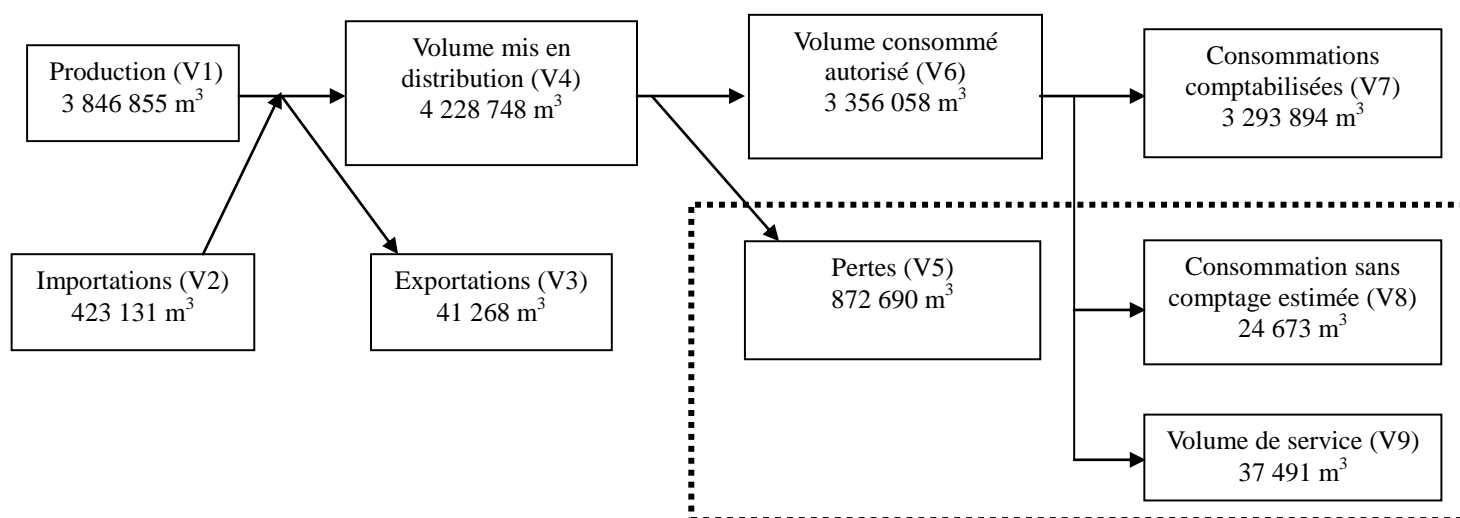 Production (V1)
3 846 855 m³
Volume mis en
distribution (V4)
4 228 748 m³
Volume consommé
autorisé (V6)
3 356 058 m³
Consommations
comptabilisées (V7)
3 293 894 m³
Importations (V2)
423 131 m³
Exportations (V3)
41 268 m³
Pertes (V5)
872 690 m³
Consommation sans
comptage estimée (V8)
24 673 m³
Volume de service (V9)
37 491 m³